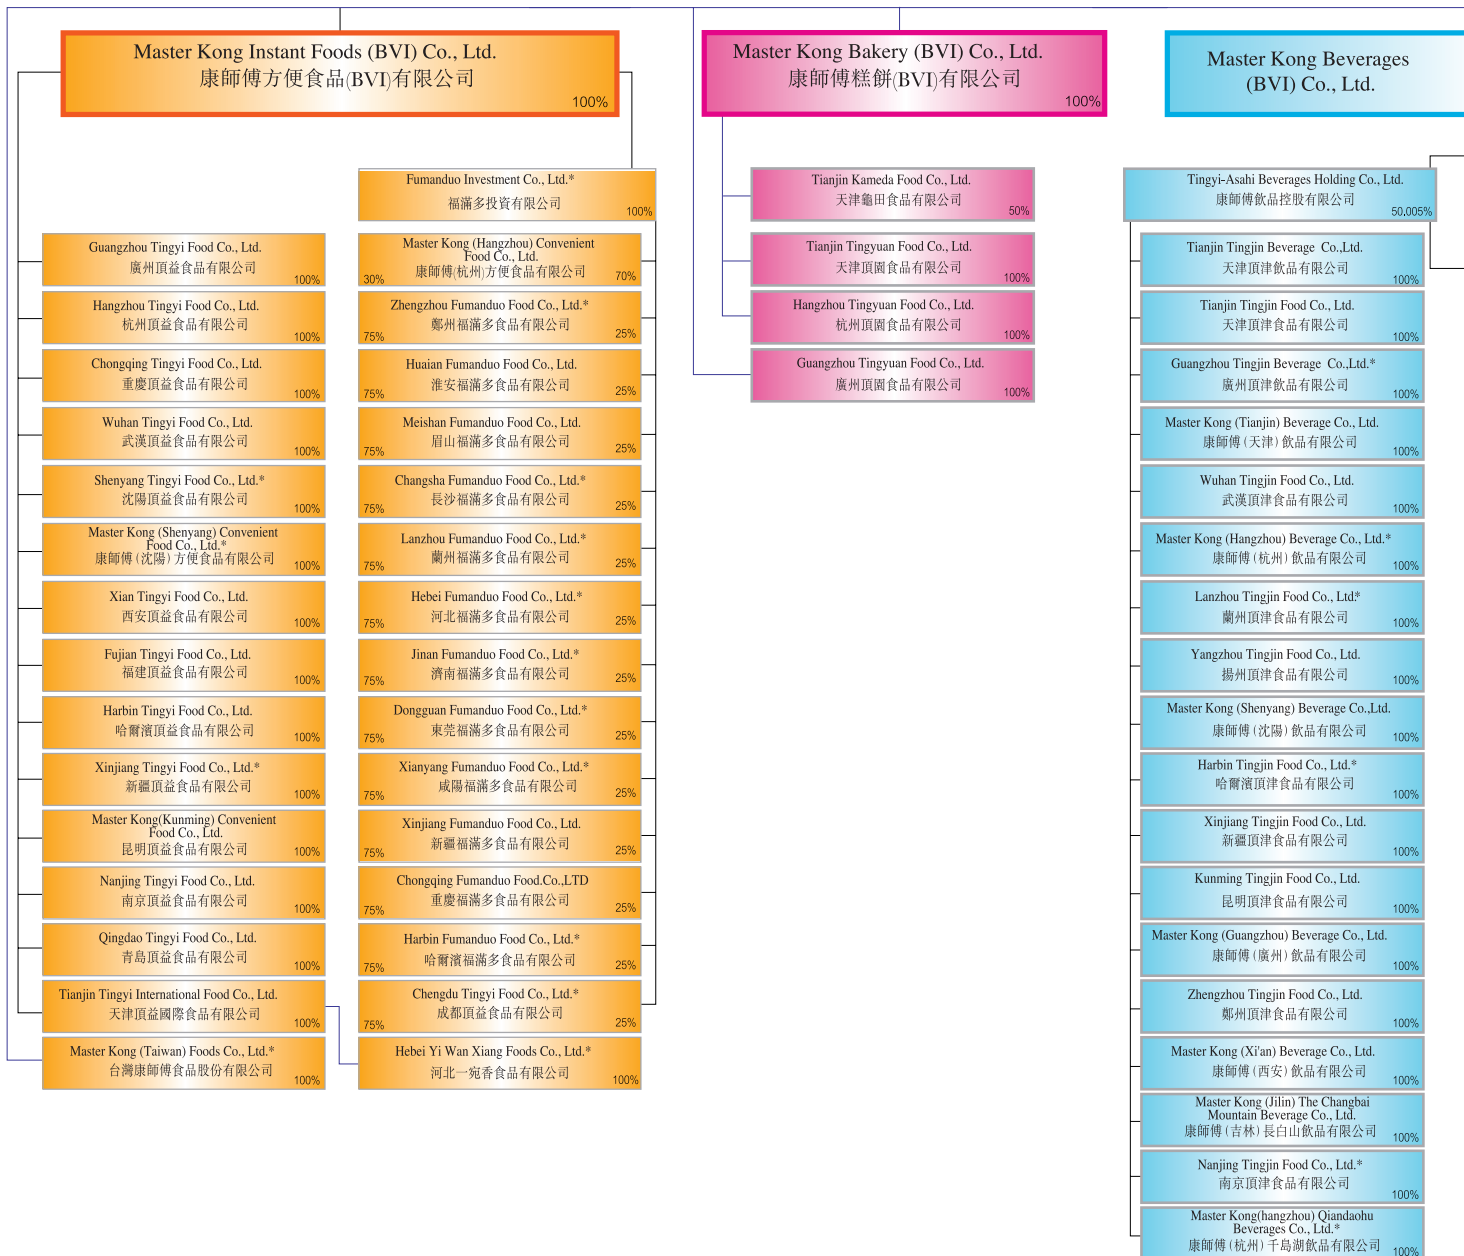 Master Kong Instant Foods (BVI) Co., Ltd.
康師傅方便食品(BVI)有限公司
100%
Fumanduo Investment Co., Ltd.*
福滿多投資有限公司
100%
Guangzhou Tingyi Food Co., Ltd.
廣州頂益食品有限公司
100%
Hangzhou Tingyi Food Co., Ltd.
杭州頂益食品有限公司
100%
Chongqing Tingyi Food Co., Ltd.
重慶頂益食品有限公司
100%
Wuhan Tingyi Food Co., Ltd.
武漢頂益食品有限公司
100%
Shenyang Tingyi Food Co., Ltd.*
沈陽頂益食品有限公司
100%
Master Kong (Shenyang) Convenient
Food Co., Ltd.*
康師傅(沈陽)方便食品有限公司
100%
Xian Tingyi Food Co., Ltd.
西安頂益食品有限公司
100%
Fujian Tingyi Food Co., Ltd.
福建頂益食品有限公司
100%
Harbin Tingyi Food Co., Ltd.
哈爾濱頂益食品有限公司
100%
Xinjiang Tingyi Food Co., Ltd.*
新疆頂益食品有限公司
100%
Master Kong(Kunming) Convenient
Food Co., Ltd.
昆明頂益食品有限公司
100%
Nanjing Tingyi Food Co., Ltd.
南京頂益食品有限公司
100%
Qingdao Tingyi Food Co., Ltd.
青島頂益食品有限公司
100%
Tianjin Tingyi International Food Co., Ltd.
天津頂益國際食品有限公司
100%
Master Kong (Taiwan) Foods Co., Ltd.*
台灣康師傅食品股份有限公司
100%
Master Kong (Hangzhou) Convenient
Food Co., Ltd.
康師傅(杭州)方便食品有限公司
30% 70%
Zhengzhou Fumanduo Food Co., Ltd.*
鄭州福滿多食品有限公司
75% 25%
Huaian Fumanduo Food Co., Ltd.
淮安福滿多食品有限公司
75% 25%
Meishan Fumanduo Food Co., Ltd.
眉山福滿多食品有限公司
75% 25%
Changsha Fumanduo Food Co., Ltd.*
長沙福滿多食品有限公司
75% 25%
Lanzhou Fumanduo Food Co., Ltd.*
蘭州福滿多食品有限公司
75% 25%
Hebei Fumanduo Food Co., Ltd.*
河北福滿多食品有限公司
75% 25%
Jinan Fumanduo Food Co., Ltd.*
濟南福滿多食品有限公司
75% 25%
Dongguan Fumanduo Food Co., Ltd.*
東莞福滿多食品有限公司
75% 25%
Xianyang Fumanduo Food Co., Ltd.*
咸陽福滿多食品有限公司
75% 25%
Xinjiang Fumanduo Food Co., Ltd.
新疆福滿多食品有限公司
75% 25%
Chongqing Fumanduo Food.Co.,LTD
重慶福滿多食品有限公司
75% 25%
Harbin Fumanduo Food Co., Ltd.*
哈爾濱福滿多食品有限公司
75% 25%
Chengdu Tingyi Food Co., Ltd.*
成都頂益食品有限公司
75% 25%
Hebei Yi Wan Xiang Foods Co., Ltd.*
河北一宛香食品有限公司
100%
Master Kong Bakery (BVI) Co., Ltd.
康師傅糕餅(BVI)有限公司
100%
Tianjin Kameda Food Co., Ltd.
天津龜田食品有限公司
50%
Tianjin Tingyuan Food Co., Ltd.
天津頂園食品有限公司
100%
Hangzhou Tingyuan Food Co., Ltd.
杭州頂園食品有限公司
100%
Guangzhou Tingyuan Food Co., Ltd.
廣州頂園食品有限公司
100%
Master Kong Beverages
(BVI) Co., Ltd.
Tingyi-Asahi Beverages Holding Co., Ltd.
康師傅飲品控股有限公司
50.005%
Tianjin Tingjin Beverage Co.,Ltd.
天津頂津飲品有限公司
100%
Tianjin Tingjin Food Co., Ltd.
天津頂津食品有限公司
100%
Guangzhou Tingjin Beverage Co.,Ltd.*
廣州頂津飲品有限公司
100%
Master Kong (Tianjin) Beverage Co., Ltd.
康師傅(天津)飲品有限公司
100%
Wuhan Tingjin Food Co., Ltd.
武漢頂津食品有限公司
100%
Master Kong (Hangzhou) Beverage Co., Ltd.*
康師傅(杭州)飲品有限公司
100%
Lanzhou Tingjin Food Co., Ltd.*
蘭州頂津食品有限公司
100%
Yangzhou Tingjin Food Co., Ltd.
揚州頂津食品有限公司
100%
Master Kong (Shenyang) Beverage Co.,Ltd.
康師傅(沈陽)飲品有限公司
100%
Harbin Tingjin Food Co., Ltd.*
哈爾濱頂津食品有限公司
100%
Xinjiang Tingjin Food Co., Ltd.
新疆頂津食品有限公司
100%
Kunming Tingjin Food Co., Ltd.
昆明頂津食品有限公司
100%
Master Kong (Guangzhou) Beverage Co., Ltd.
康師傅(廣州)飲品有限公司
100%
Zhengzhou Tingjin Food Co., Ltd.
鄭州頂津食品有限公司
100%
Master Kong (Xi'an) Beverage Co., Ltd.
康師傅(西安)飲品有限公司
100%
Master Kong (Jilin) The Changbai
Mountain Beverage Co., Ltd.
康師傅(吉林)長白山飲品有限公司
100%
Nanjing Tingjin Food Co., Ltd.*
南京頂津食品有限公司
100%
Master Kong(hangzhou) Qiandaohu
Beverages Co., Ltd.*
康師傅(杭州)千島湖飲品有限公司
100%